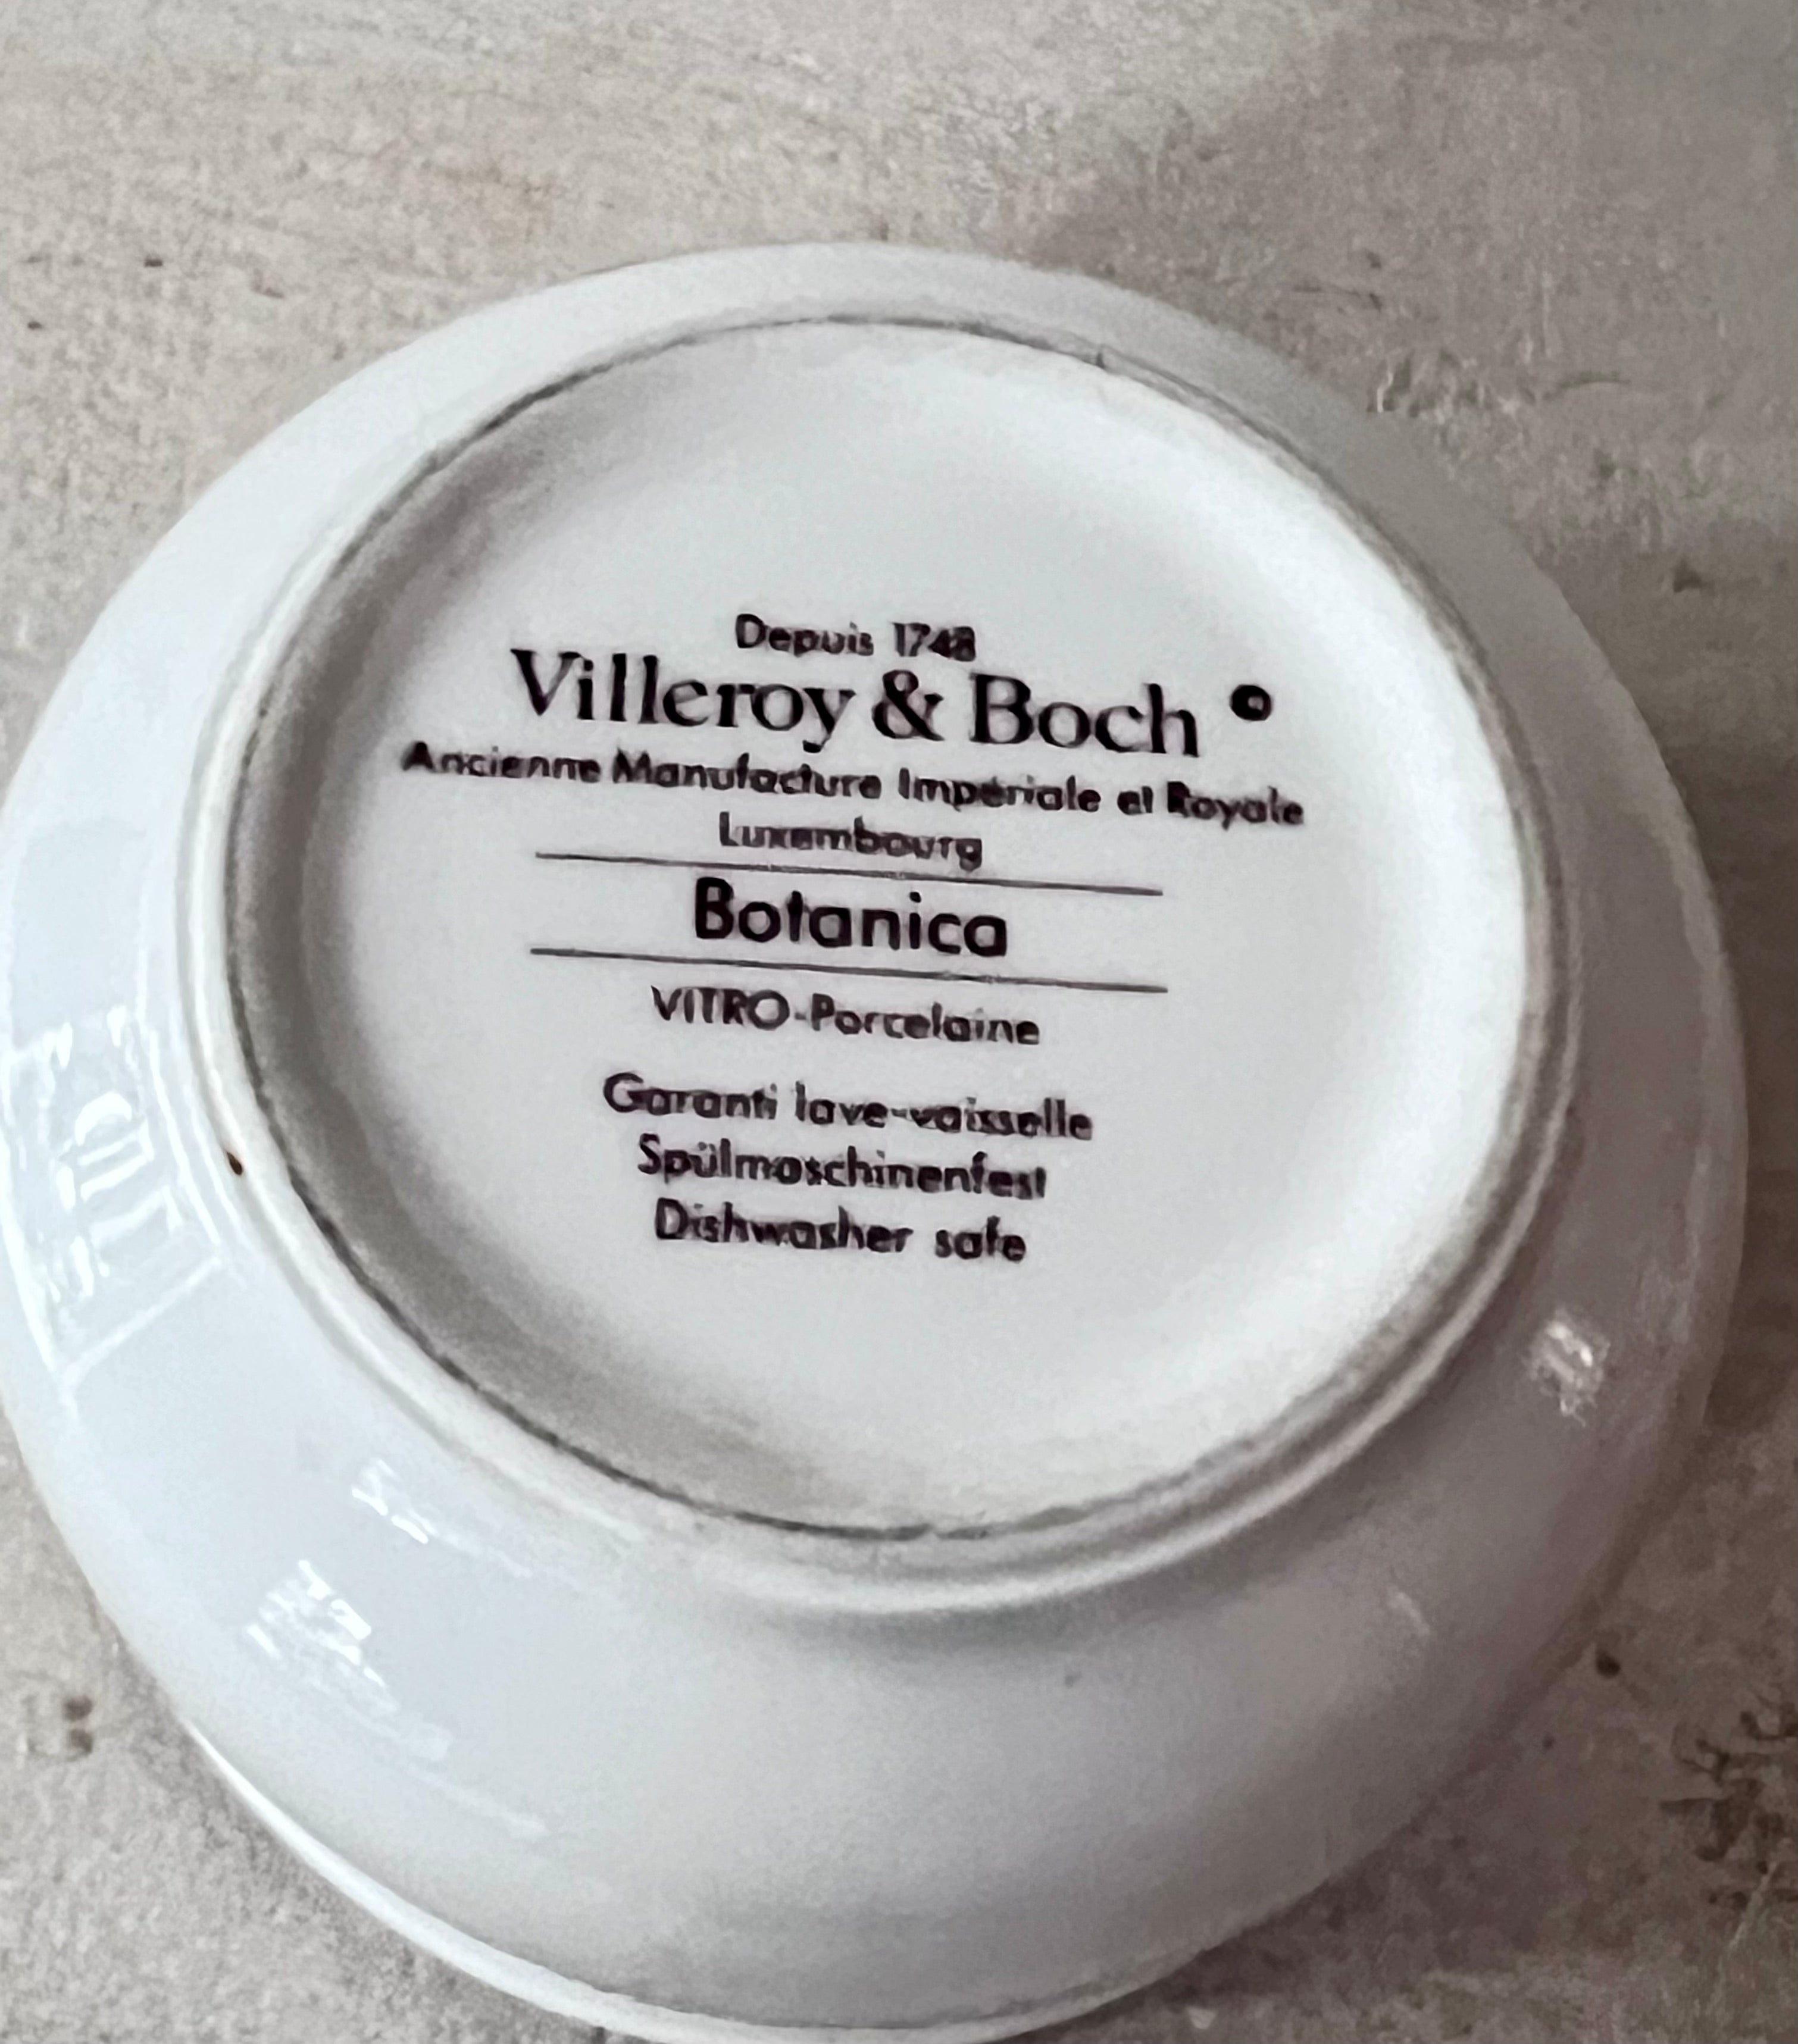 Depuis 1748
Villeroy & Boch ©
Ancienne Manufacture Impériale et Royale
Luxembourg
Botanica
VITRO-Porcelaine
Garanti lave-vaisselle
Spülmaschinenfest
Dishwasher safe